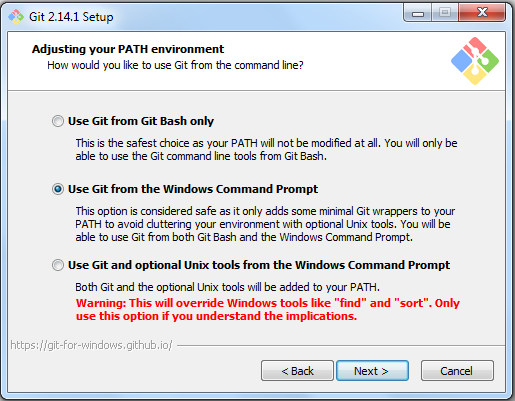 Git 2.14.1 Setup
Adjusting your PATH environment
How would you like to use Git from the command line?
Use Git from Git Bash only
This is the safest choice as your PATH will not be modified at all. You will only be
able to use the Git command line tools from Git Bash.
Use Git from the Windows Command Prompt
This option is considered safe as it only adds some minimal Git wrappers to your
PATH to avoid cluttering your environment with optional Unix tools. You will be
able to use Git from both Git Bash and the Windows Command Prompt.
Use Git and optional Unix tools from the Windows Command Prompt
Both Git and the optional Unix tools will be added to your PATH.
Warning: This will override Windows tools like "find" and "sort". Only
use this option if you understand the implications.
https://git-for-windows.github.io/
< Back
Next >
Cancel